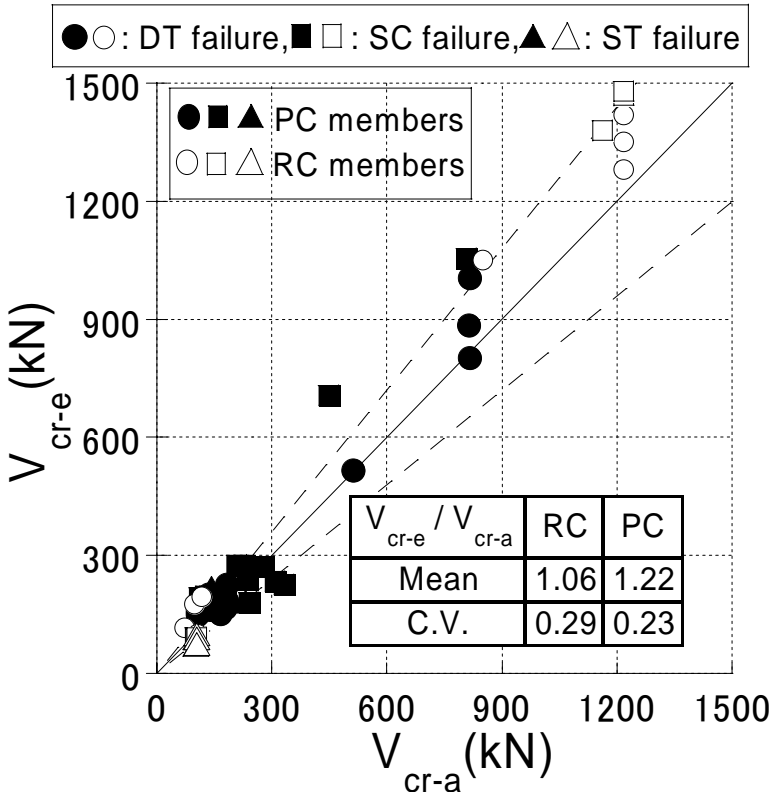 ●○: DT failure,■□: SC failure,▲△: ST failure
●■▲PC members
○□△RC members
1500
1200
900
600
300
0
V cr-e (kN)
V cr-e / V cr-a RC PC
Mean 1.06 1.22
C.V. 0.29 0.23
0 300 600 900 1200 1500
V cr-a (kN)